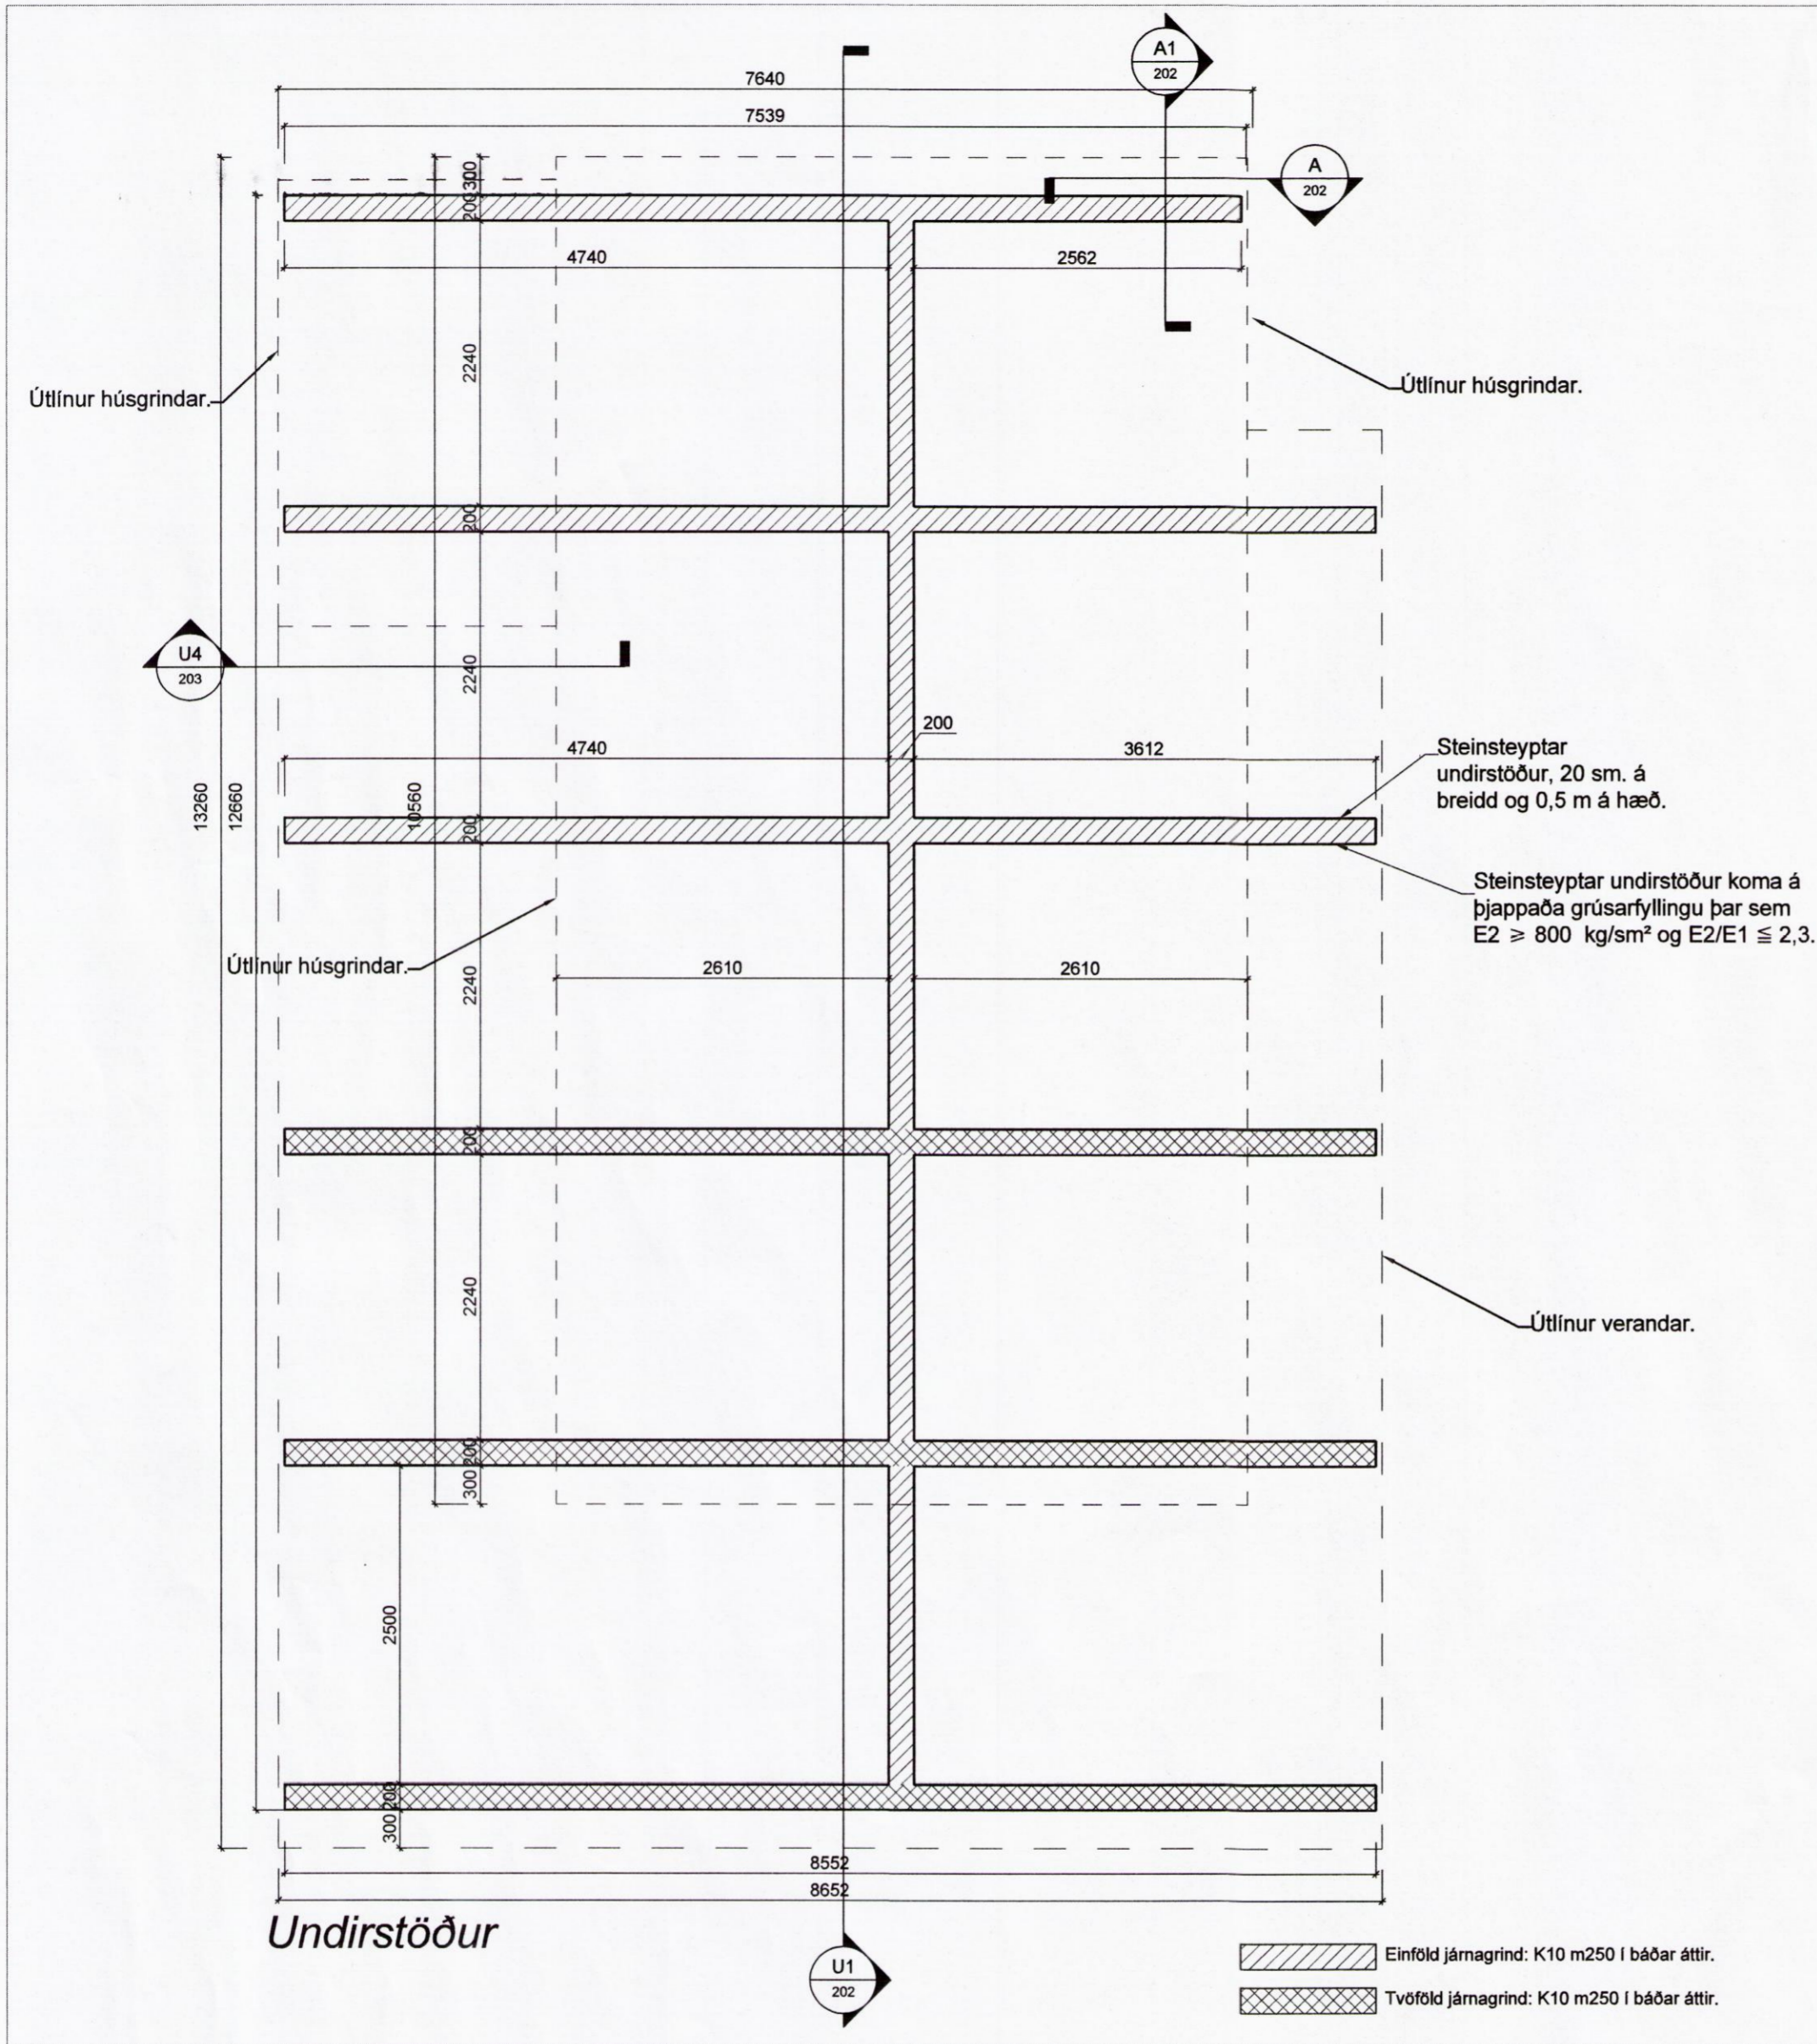 A1
202
7640
7539
A
202
300
200
4740
2562
2240
Útlínur húsgrindar.
Útlínur húsgrindar.
200
U4
203
2240
200
4740
3612
Steinsteyptar
undirstöður, 20 sm. á
breidd og 0,5 m á hæð.
13260
12660
10560
200
Steinsteyptar undirstöður koma á
þjappaða grúsarfyllingu þar sem
E2 ≥ 800 kg/sm² og E2/E1 ≦ 2,3.
Útlínur húsgrindar.
2610
2610
2240
200
2240
Útlínur verandar.
200
300
2500
200
300
8552
8652
Undirstöður
U1
202
Einföld járnagrind: K10 m250 í báðar áttir.
Tvöföld járnagrind: K10 m250 í báðar áttir.